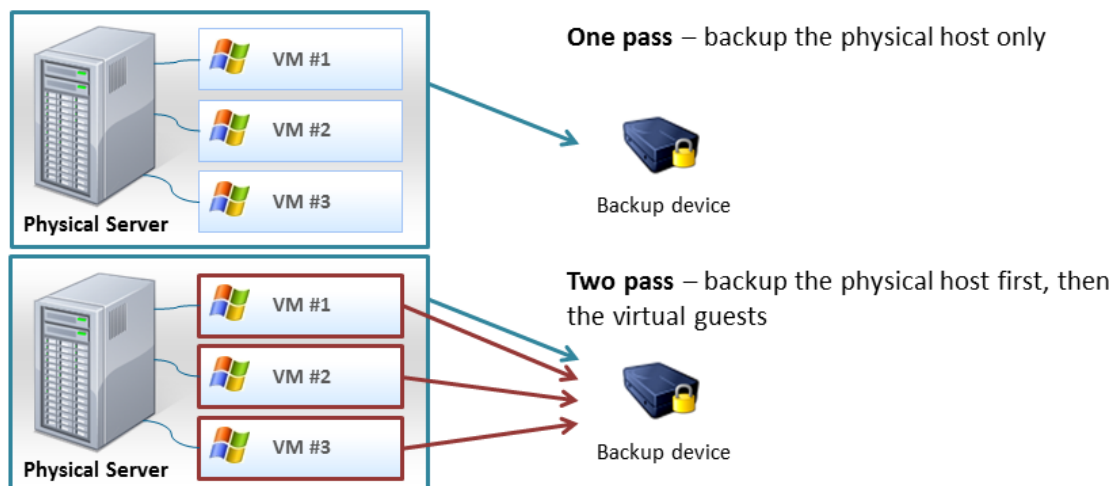 VM #1
VM #2
VM #3
Physical Server
One pass – backup the physical host only
Backup device
VM #1
VM #2
VM #3
Physical Server
Two pass – backup the physical host first, then
the virtual guests
Backup device